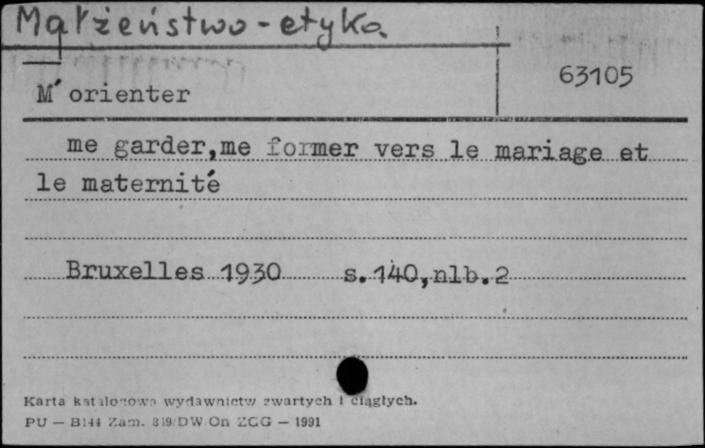 Małżeństwo - etyka
63105
M'orienter
me garder, me former vers le mariage et
le maternité
Bruxelles 1930 s. 140, nlb. 2
Karta katalogowa wydawnictw zwartych i ciągłych.
PU — B144 Zam. 319/DW/On ZCG — 1991